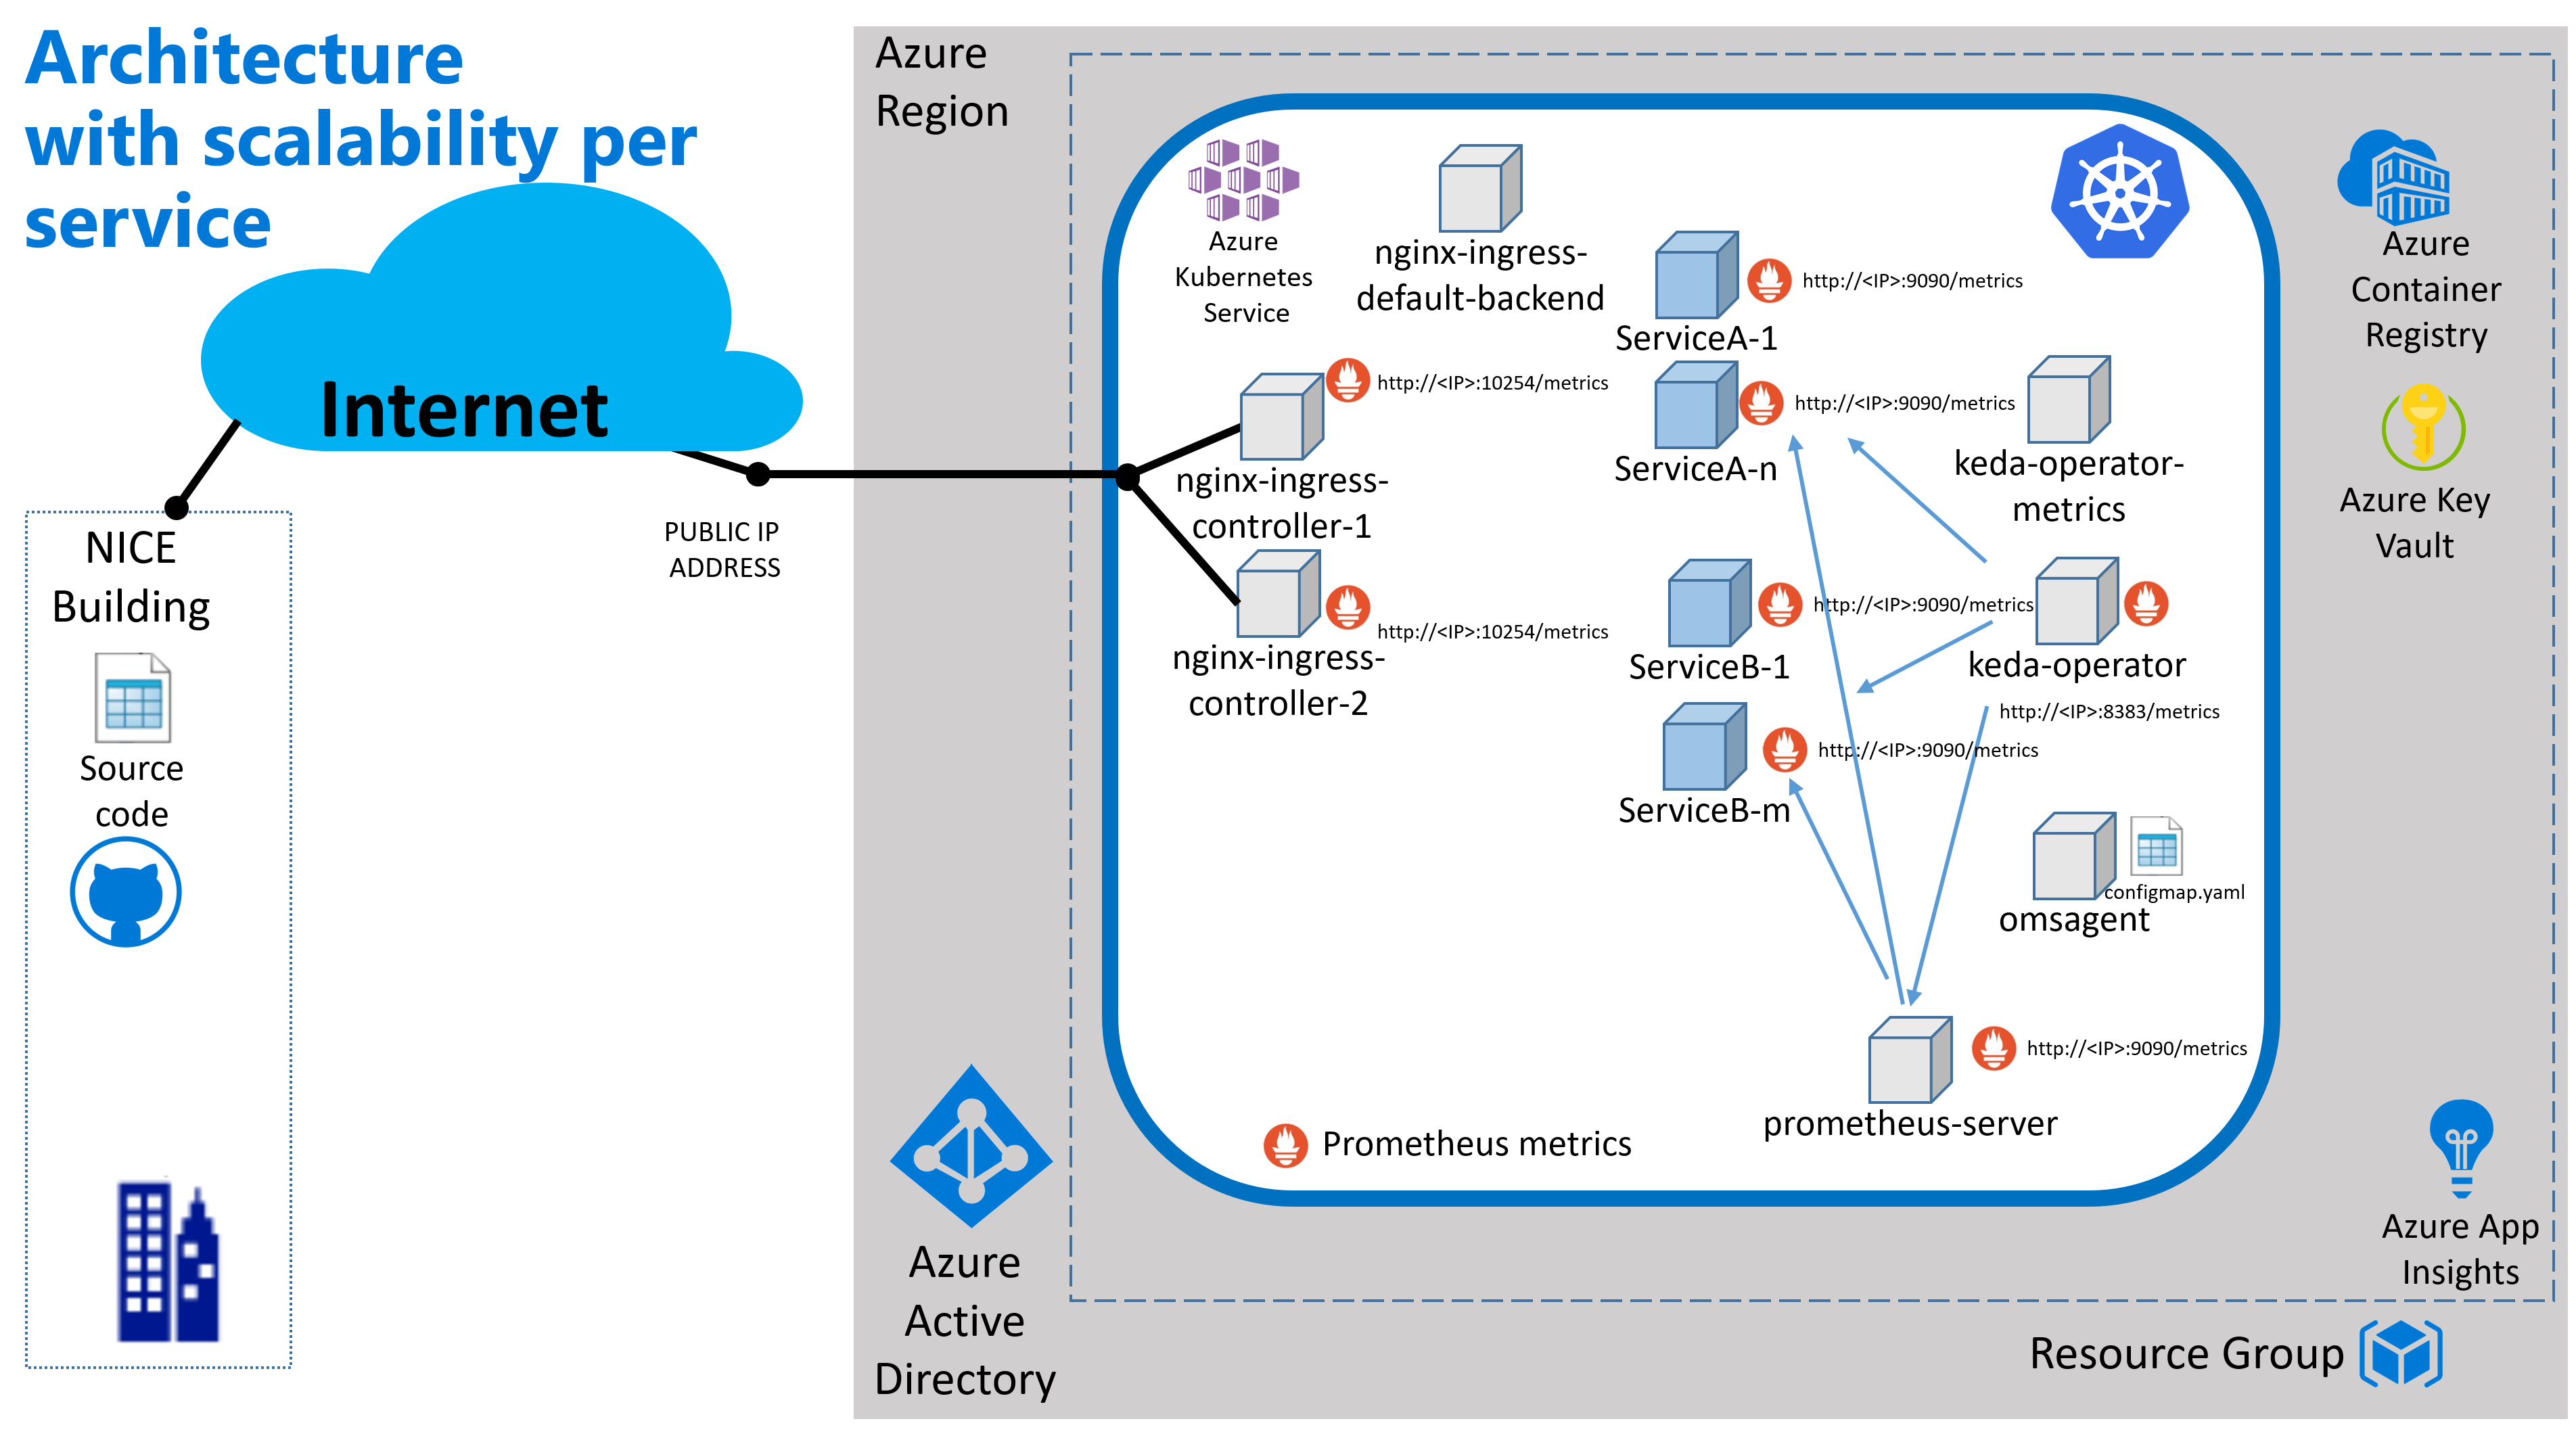 Architecture
with scalability per
service
Internet
PUBLIC IP
ADDRESS
NICE
Building
Source
code
Azure
Region
Azure
Active
Directory
Azure
Kubernetes
Service
nginx-ingress-
default-backend
http://<IP>:10254/metrics
nginx-ingress-
controller-1
http://<IP>:10254/metrics
nginx-ingress-
controller-2
http://<IP>:9090/metrics
ServiceA-1
http://<IP>:9090/metrics
ServiceA-n
http://<IP>:9090/metrics
ServiceB-1
http://<IP>:9090/metrics
ServiceB-m
keda-operator-
metrics
keda-operator
http://<IP>:8383/metrics
configmap.yaml
omsagent
http://<IP>:9090/metrics
prometheus-server
Prometheus metrics
Azure
Container
Registry
Azure Key
Vault
Azure App
Insights
Resource Group